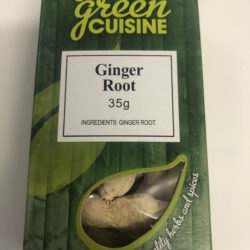 green
CUISINE
Ginger
Root
35g
INGREDIENTS: GINGER ROOT.
herbs and spices